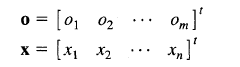 o = [o₁ o₂ ⋯ oₘ]ᵗ
x = [x₁ x₂ ⋯ xₙ]ᵗ